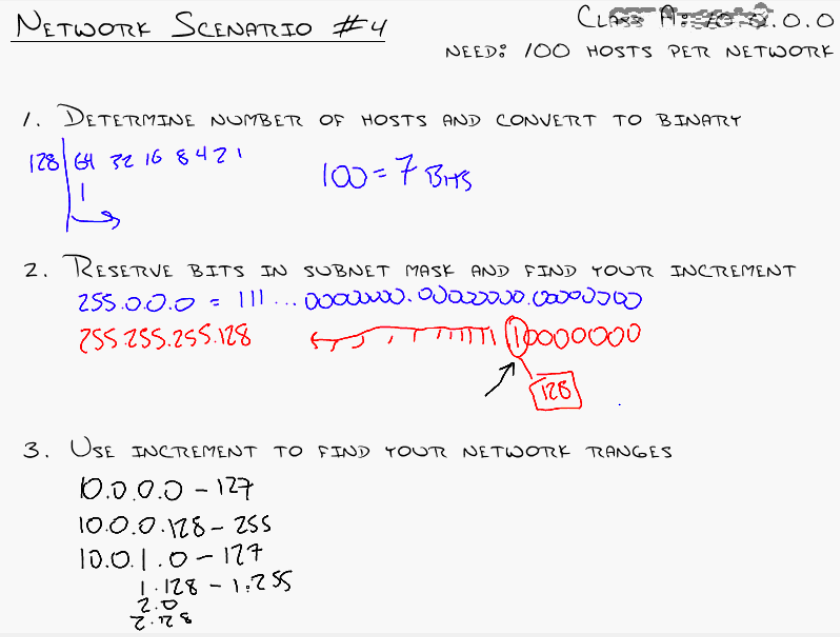 NETWORK SCENARIO #4
CLASS A: .0.0
NEED: 100 HOSTS PER NETWORK
1. DETERMINE NUMBER OF HOSTS AND CONVERT TO BINARY
128 64 32 16 8 4 2 1
1
100 = 7 BITS
2. RESERVE BITS IN SUBNET MASK AND FIND YOUR INCREMENT
255.0.0.0 = 111 ... 00000000.00000000.00000000
255.255.255.128
10000000
128
3. USE INCREMENT TO FIND YOUR NETWORK RANGES
10.0.0.0 - 127
10.0.0.128 - 255
10.0.1.0 - 127
1.128 - 1.255
2.0
2.128